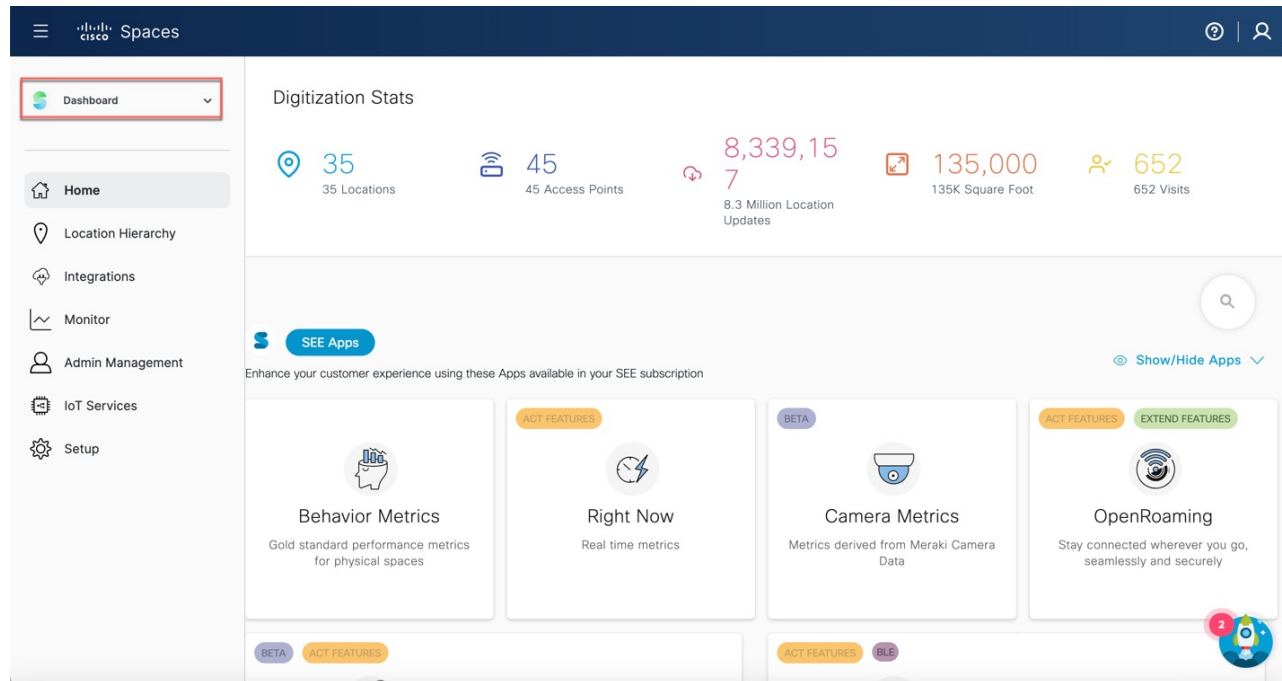 cisco Spaces
Dashboard
Home
Location Hierarchy
Integrations
Monitor
Admin Management
IoT Services
Setup
Digitization Stats
35
35 Locations
45
45 Access Points
8,339,15
7
8.3 Million Location
Updates
135,000
135K Square Foot
652
652 Visits
SEE Apps
Enhance your customer experience using these Apps available in your SEE subscription
Show/Hide Apps
Behavior Metrics
Gold standard performance metrics
for physical spaces
ACT FEATURES
Right Now
Real time metrics
BETA
Camera Metrics
Metrics derived from Meraki Camera
Data
ACT FEATURES EXTEND FEATURES
OpenRoaming
Stay connected wherever you go,
seamlessly and securely
BETA ACT FEATURES
ACT FEATURES BLE
2